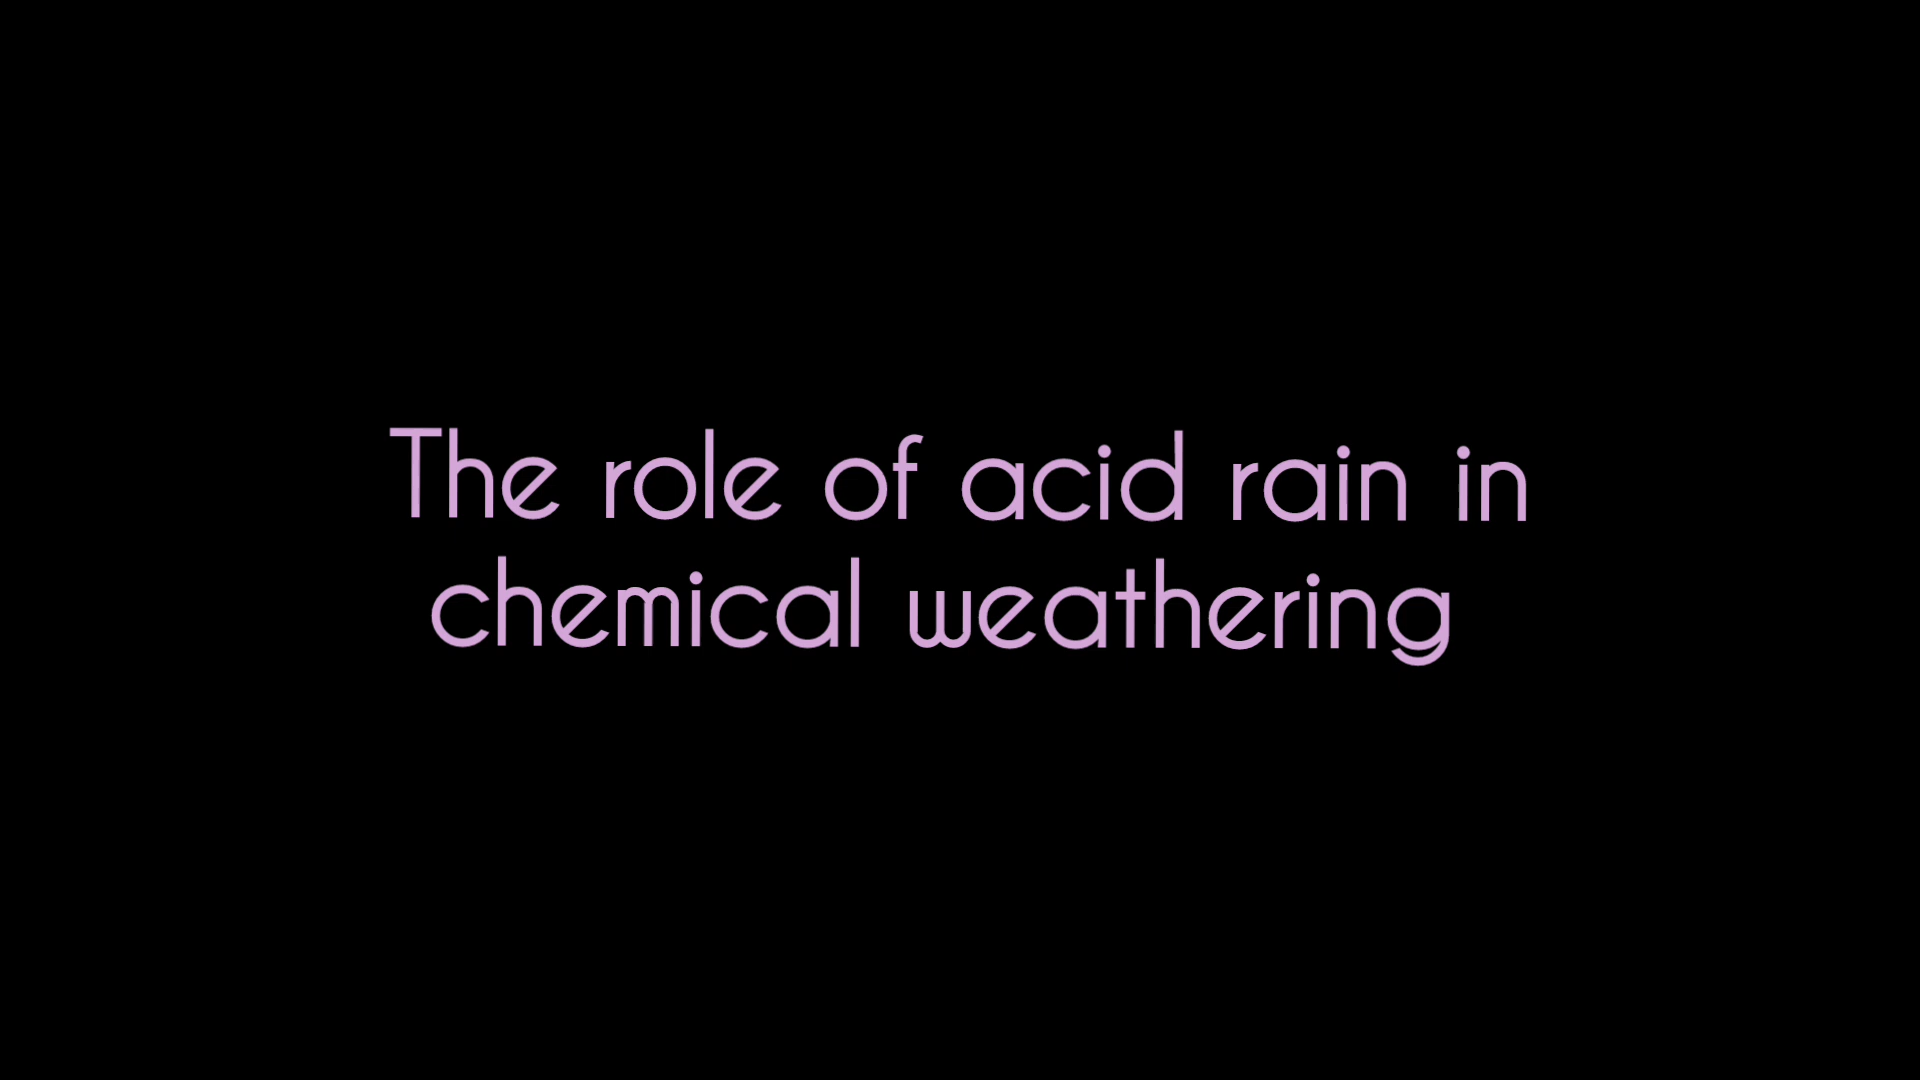 The role of acid rain in
chemical weathering